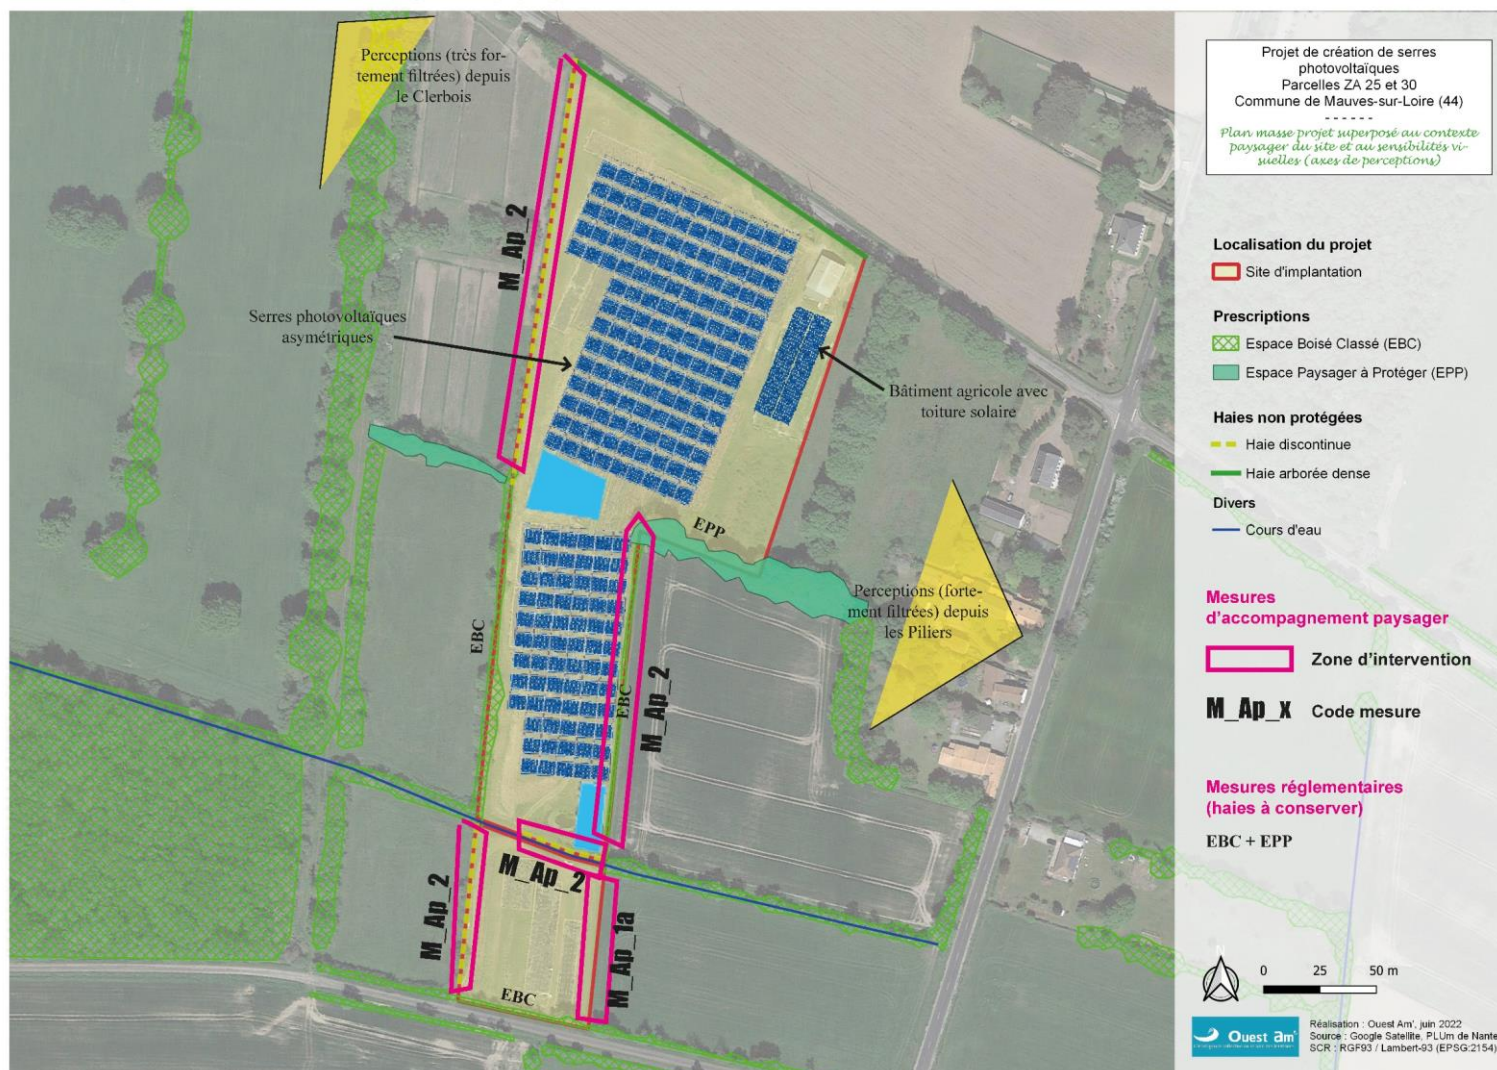 Perceptions (très for-
tement filtrées) depuis
le Clerbois
M_Ap_2
Serres photovoltaïques
asymétriques
Bâtiment agricole avec
toiture solaire
EPP
Perceptions (forte-
ment filtrées) depuis
les Piliers
EBC
EBC
M_Ap_2
M_Ap_2
M_Ap_2
M_Ap_1a
EBC
Projet de création de serres
photovoltaïques
Parcelles ZA 25 et 30
Commune de Mauves-sur-Loire (44)
------
Plan masse projet superposé au contexte
paysager du site et au sensibilités vi-
suelles (axes de perceptions)
Localisation du projet
Site d'implantation
Prescriptions
Espace Boisé Classé (EBC)
Espace Paysager à Protéger (EPP)
Haies non protégées
Haie discontinue
Haie arborée dense
Divers
Cours d'eau
Mesures
d'accompagnement paysager
Zone d'intervention
M_Ap_x Code mesure
Mesures réglementaires
(haies à conserver)
EBC + EPP
N
0 25 50 m
Ouest am'
Réalisation : Ouest Am', juin 2022
Source : Google Satellite, PLUm de Nante
SCR : RGF93 / Lambert-93 (EPSG:2154)